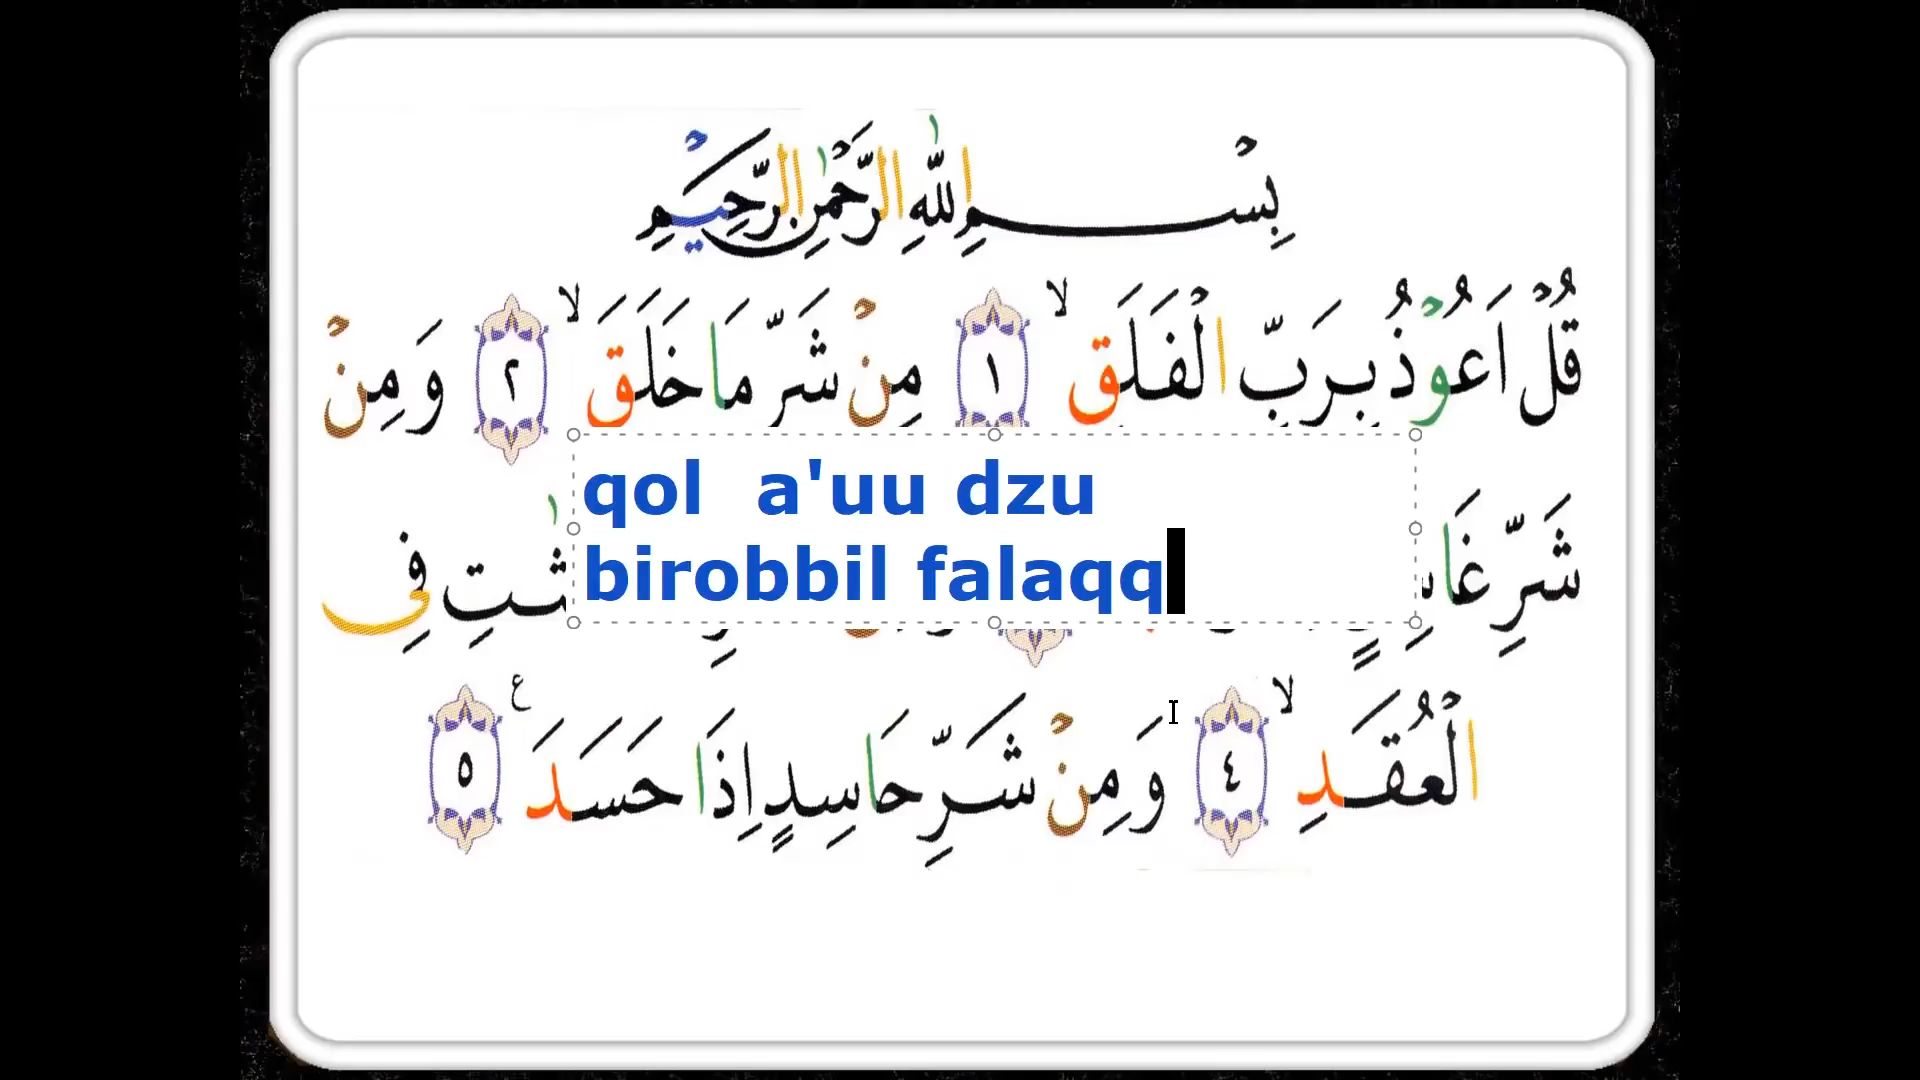 بِسْمِ اللّٰهِ الرَّحْمٰنِ الرَّحِيْمِ
قُلْ اَعُوْذُ بِرَبِّ الْفَلَقِ ۙ ١ مِنْ شَرِّ مَا خَلَقَ ۙ ٢ وَمِنْ
qol  a'uu dzu
birobbil falaqq
شَرِّ فِى
الْعُقَدِ ۙ ٤ وَمِنْ شَرِّ حَاسِدٍ اِذَا حَسَدَ ع ٥